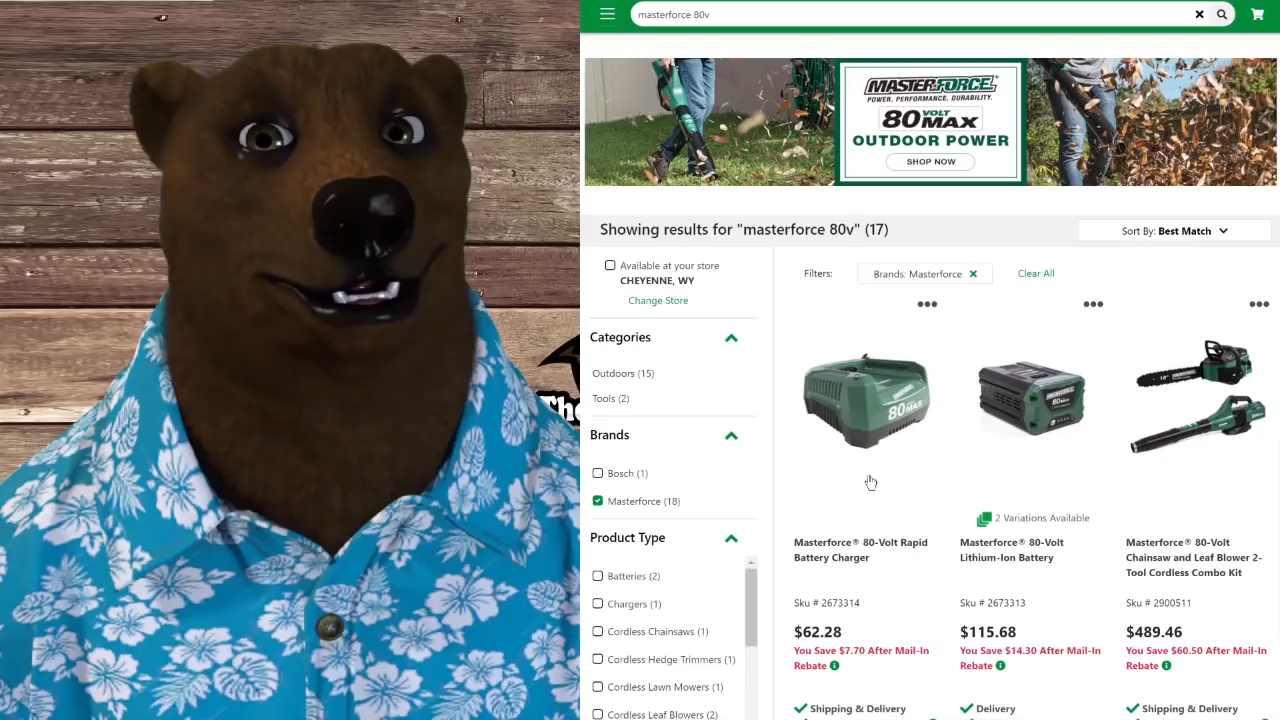 The
masterforce 80v
MASTERFORCE®
POWER. PERFORMANCE. DURABILITY.
80 VOLT MAX
OUTDOOR POWER
SHOP NOW
Showing results for "masterforce 80v" (17)
Sort By: Best Match
Available at your store
CHEYENNE, WY
Change Store
Categories
Outdoors (15)
Tools (2)
Brands
Bosch (1)
Masterforce (18)
Product Type
Batteries (2)
Chargers (1)
Cordless Chainsaws (1)
Cordless Hedge Trimmers (1)
Cordless Lawn Mowers (1)
Cordless Leaf Blowers (2)
Filters:
Brands: Masterforce
Clear All
80MAX
Masterforce® 80-Volt Rapid
Battery Charger
Sku # 2673314
$62.28
You Save $7.70 After Mail-In
Rebate
Shipping & Delivery
80MAX
2 Variations Available
Masterforce® 80-Volt
Lithium-Ion Battery
Sku # 2673313
$115.68
You Save $14.30 After Mail-In
Rebate
Delivery
Masterforce® 80-Volt
Chainsaw and Leaf Blower 2-
Tool Cordless Combo Kit
Sku # 2900511
$489.46
You Save $60.50 After Mail-In
Rebate
Shipping & Delivery